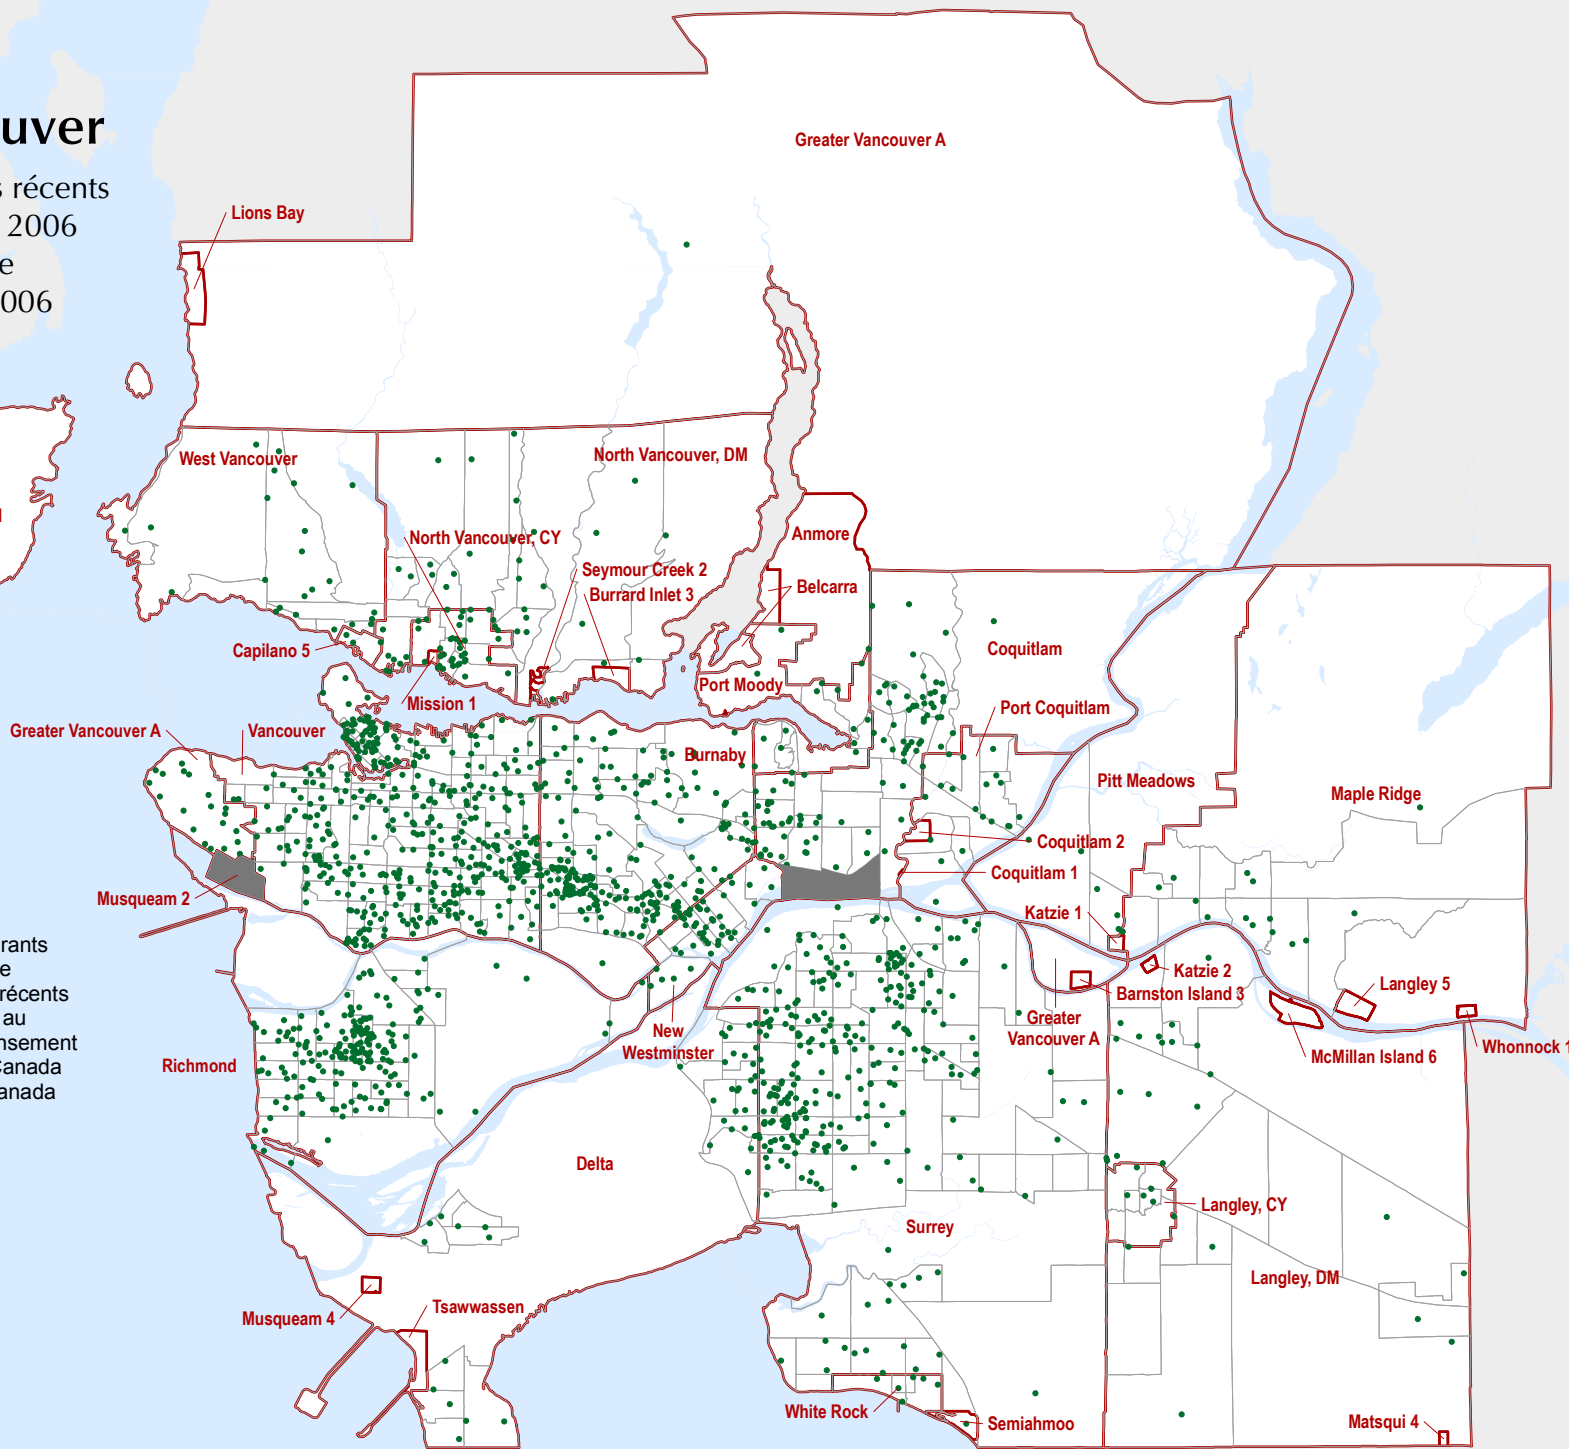 uver
s récents
2006
e
006
Greater Vancouver A
Lions Bay
West Vancouver
North Vancouver, DM
North Vancouver, CY
Anmore
Seymour Creek 2
Burrard Inlet 3
Belcarra
Capilano 5
Coquitlam
Port Moody
Mission 1
Port Coquitlam
Greater Vancouver A
Vancouver
Burnaby
Pitt Meadows
Maple Ridge
Coquitlam 2
Coquitlam 1
Musqueam 2
Katzie 1
rants
e
récents
au
nsement
Canada
anada
Katzie 2
Barnston Island 3
Langley 5
Greater
Vancouver A
New
Westminster
McMillan Island 6
Whonnock 1
Richmond
Delta
Langley, CY
Surrey
Langley, DM
Musqueam 4
Tsawwassen
White Rock
Semiahmoo
Matsqui 4